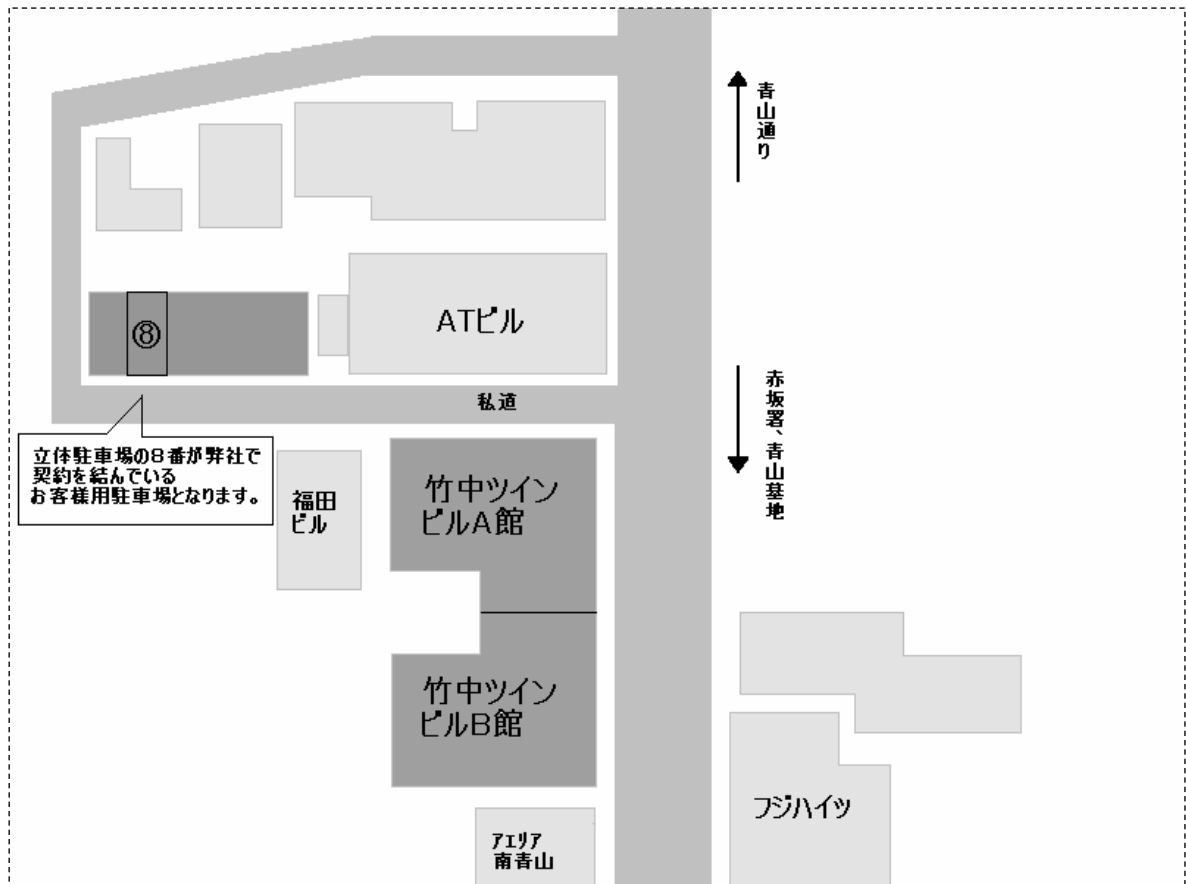 青山通り
⑧
ATビル
私道
赤坂署、青山墓地
立体駐車場の8番が弊社で
契約を結んでいる
お客様用駐車場となります。
福田
ビル
竹中ツイン
ビルA館
竹中ツイン
ビルB館
フジハイツ
アエリア
南青山